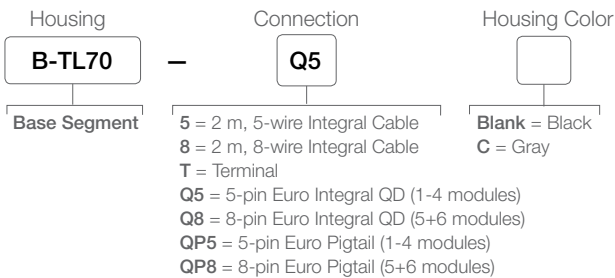 Housing Connection Housing Color
B-TL70 – Q5
Base Segment
5 = 2 m, 5-wire Integral Cable
8 = 2 m, 8-wire Integral Cable
T = Terminal
Q5 = 5-pin Euro Integral QD (1-4 modules)
Q8 = 8-pin Euro Integral QD (5+6 modules)
QP5 = 5-pin Euro Pigtail (1-4 modules)
QP8 = 8-pin Euro Pigtail (5+6 modules)
Blank = Black
C = Gray